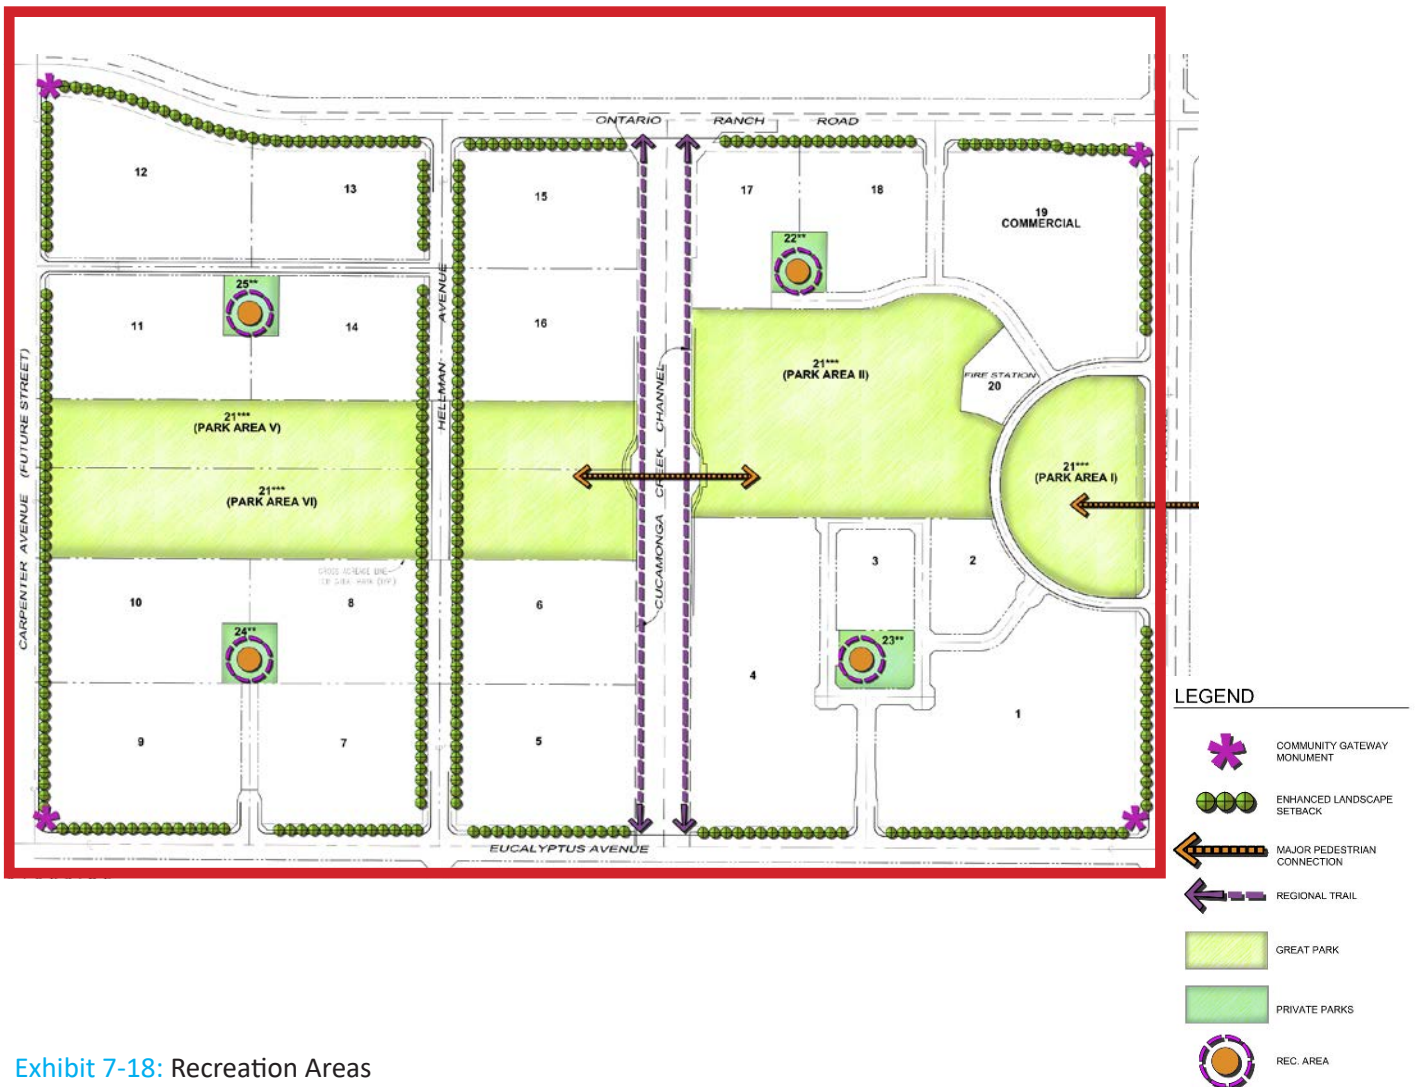 ONTARIO RANCH ROAD
12
13
15
17
18
19
COMMERCIAL
22**
25**
11
14
16
HELLMAN AVENUE
CUCAMONGA CREEK CHANNEL
CARPENTER AVENUE (FUTURE STREET)
21***
(PARK AREA II)
FIRE STATION
20
21***
(PARK AREA V)
21***
(PARK AREA VI)
21***
(PARK AREA I)
3
2
10
8
6
24**
23**
4
1
9
7
5
EUCALYPTUS AVENUE
LEGEND
COMMUNITY GATEWAY
MONUMENT
ENHANCED LANDSCAPE
SETBACK
MAJOR PEDESTRIAN
CONNECTION
REGIONAL TRAIL
GREAT PARK
PRIVATE PARKS
REC. AREA
Exhibit 7-18: Recreation Areas